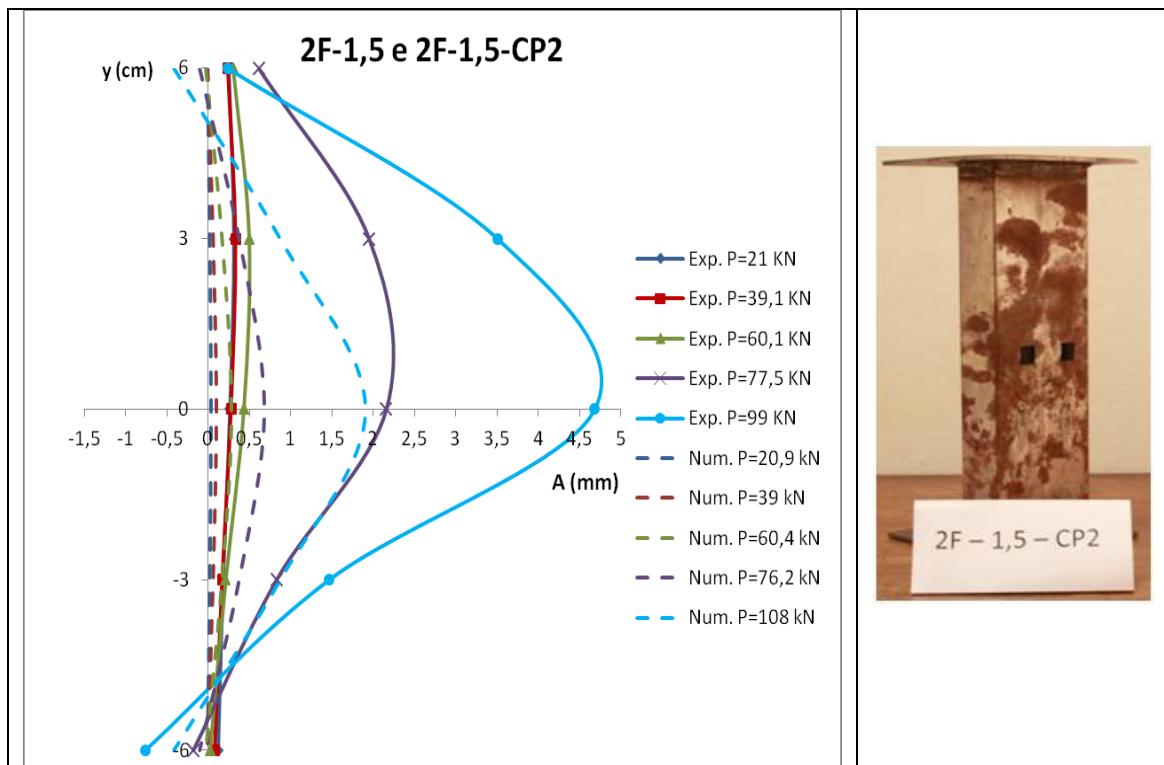 2F-1,5 e 2F-1,5-CP2
y (cm)
6
3
0
-3
-6
-1,5 -1 -0,5 0 0,5 1 1,5 2 2,5 3 3,5 4 4,5 5
A (mm)
Exp. P=21 KN
Exp. P=39,1 KN
Exp. P=60,1 KN
Exp. P=77,5 KN
Exp. P=99 KN
Num. P=20,9 kN
Num. P=39 kN
Num. P=60,4 kN
Num. P=76,2 kN
Num. P=108 kN
2F – 1,5 – CP2